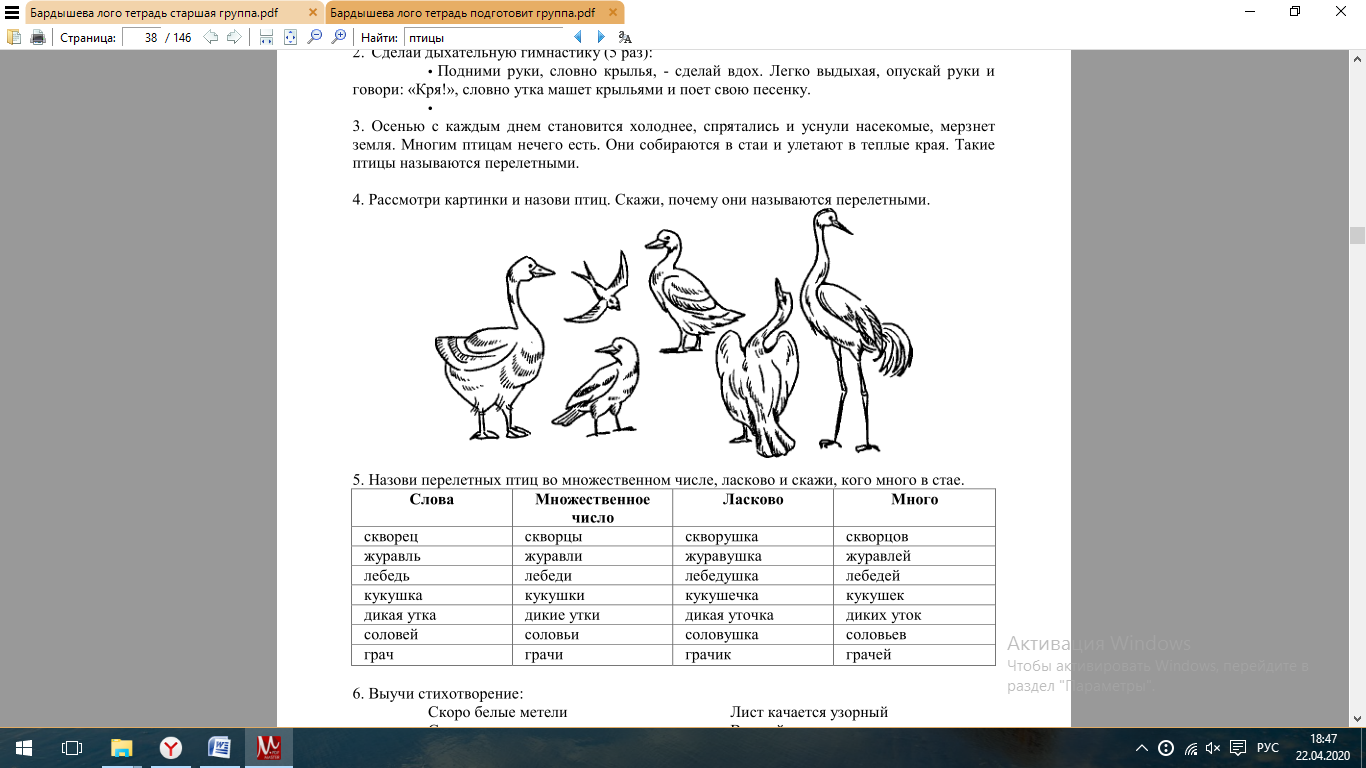 Бардышева лого тетрадь старшая группа.pdf
Бардышева лого тетрадь подготовит группа.pdf
Страница: 38 / 146 Найти: птицы
2. Сделай дыхательную гимнастику (5 раз):
• Подними руки, словно крылья, - сделай вдох. Легко выдыхая, опускай руки и
говори: «Кря!», словно утка машет крыльями и поет свою песенку.
•
3. Осенью с каждым днем становится холоднее, спрятались и уснули насекомые, мерзнет
земля. Многим птицам нечего есть. Они собираются в стаи и улетают в теплые края. Такие
птицы называются перелетными.
4. Рассмотри картинки и назови птиц. Скажи, почему они называются перелетными.
5. Назови перелетных птиц во множественном числе, ласково и скажи, кого много в стае.
Слова Множественное число Ласково Много
скворец скворцы скворушка скворцов
журавль журавли журавушка журавлей
лебедь лебеди лебедушка лебедей
кукушка кукушки кукушечка кукушек
дикая утка дикие утки дикая уточка диких уток
соловей соловьи соловушка соловьев
грач грачи грачик грачей
6. Выучи стихотворение:
Скоро белые метели Лист качается узорный
Активация Windows
Чтобы активировать Windows, перейдите в
раздел "Параметры".
РУС
18:47
22.04.2020